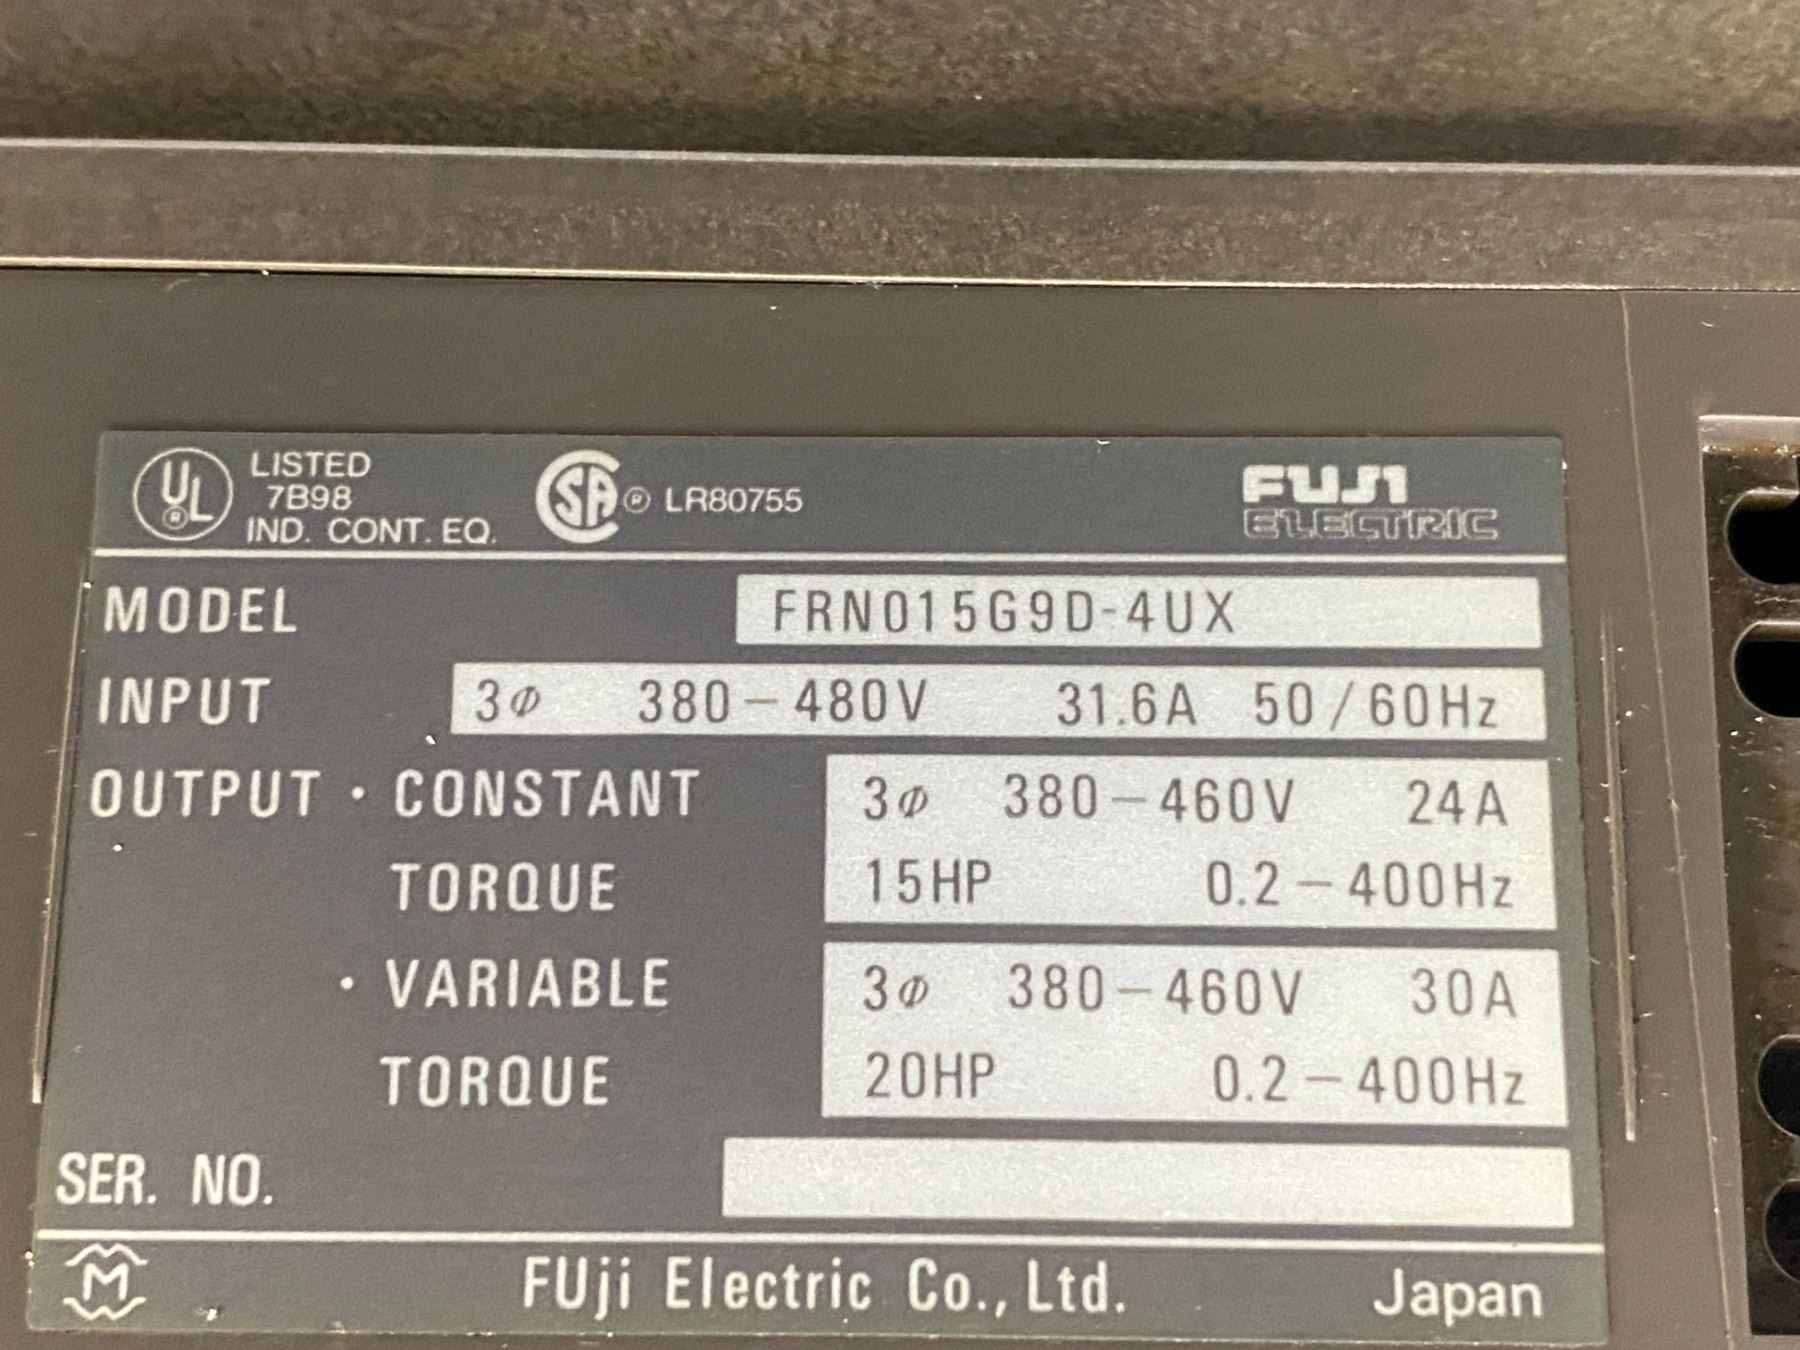 UL® LISTED
7B98
IND. CONT. EQ.
SA® LR80755
FUJI
ELECTRIC
MODEL FRN015G9D-4UX
INPUT 3Φ 380-480V 31.6A 50/60Hz
OUTPUT · CONSTANT 3Φ 380-460V 24A
TORQUE 15HP 0.2-400Hz
· VARIABLE 3Φ 380-460V 30A
TORQUE 20HP 0.2-400Hz
SER. NO.
M FUji Electric Co., Ltd. Japan